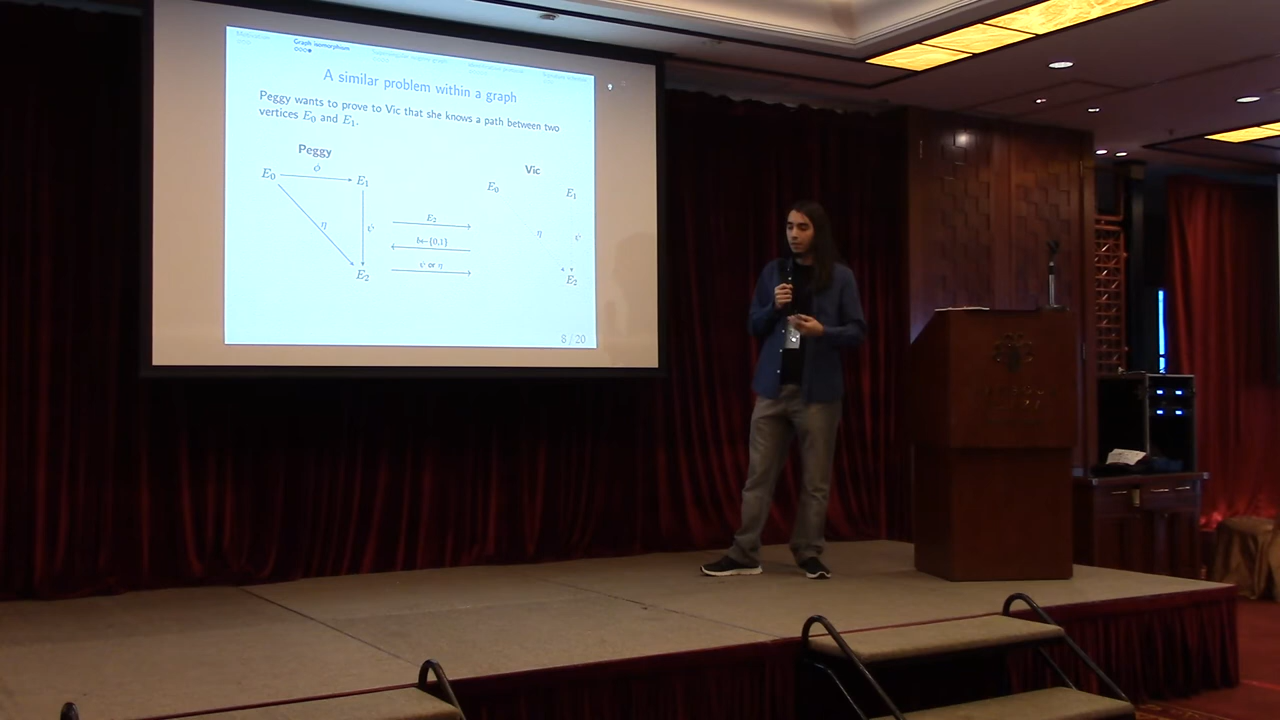 Motivation Graph isomorphism
A similar problem within a graph
Peggy wants to prove to Vic that she knows a path between two
vertices E₀ and E₁.
Peggy
Vic
E₀ ϕ E₁
E₀ E₁
η ψ
η ψ
E₂
b←{0,1}
ψ or η
E₂
E₂
8 / 20